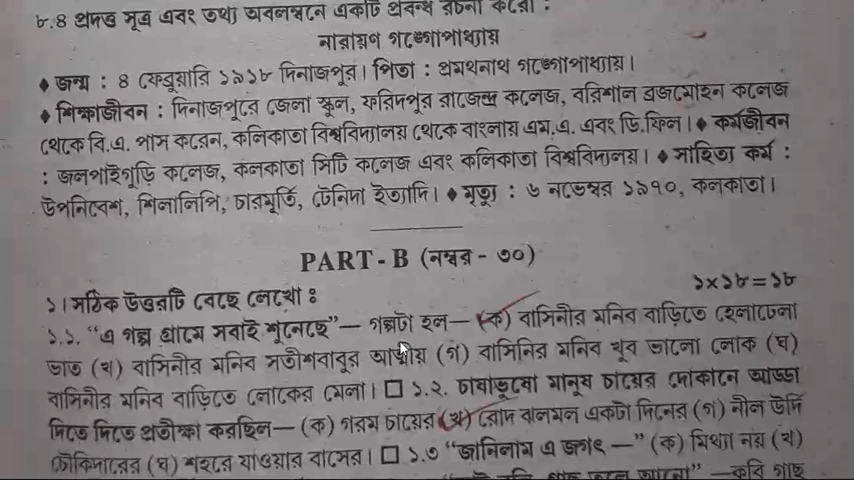 ৮.৪ প্রদত্ত সূত্র এবং তথ্য অবলম্বনে একটি প্রবন্ধ রচনা করো :
নারায়ণ গঙ্গোপাধ্যায়
♦ জন্ম : ৪ ফেব্রুয়ারি ১৯১৮ দিনাজপুর। পিতা : প্রমথনাথ গঙ্গোপাধ্যায়।
♦ শিক্ষাজীবন : দিনাজপুরে জেলা স্কুল, ফরিদপুর রাজেন্দ্র কলেজ, বরিশাল ব্রজমোহন কলেজ
থেকে বি.এ. পাস করেন, কলিকাতা বিশ্ববিদ্যালয় থেকে বাংলায় এম.এ. এবং ডি.ফিল। ♦ কর্মজীবন
: জলপাইগুড়ি কলেজ, কলকাতা সিটি কলেজ এবং কলিকাতা বিশ্ববিদ্যালয়। ♦ সাহিত্য কর্ম :
উপনিবেশ, শিলালিপি, চারমূর্তি, টেনিদা ইত্যাদি। ♦ মৃত্যু : ৬ নভেম্বর ১৯৭০, কলকাতা।
PART - B (নম্বর - ৩০)
১। সঠিক উত্তরটি বেছে লেখো : ১×১৮=১৮
১.১. “এ গল্প গ্রামে সবাই শুনেছে”— গল্পটা হল— (ক) বাসিনীর মনিব বাড়িতে হেলাঢেলা
ভাত (খ) বাসিনীর মনিব সতীশবাবুর আত্মীয় (গ) বাসিনির মনিব খুব ভালো লোক (ঘ)
বাসিনীর মনিব বাড়িতে লোকের মেলা। □ ১.২. চাষাভুষো মানুষ চায়ের দোকানে আড্ডা
দিতে দিতে প্রতীক্ষা করছিল— (ক) গরম চায়ের (খ) রোদ ঝলমল একটা দিনের (গ) নীল উর্দি
চৌকিদারের (ঘ) শহরে যাওয়ার বাসের। □ ১.৩ “জানিলাম এ জগৎ —” (ক) মিথ্যা নয় (খ)
—কবি গাছ